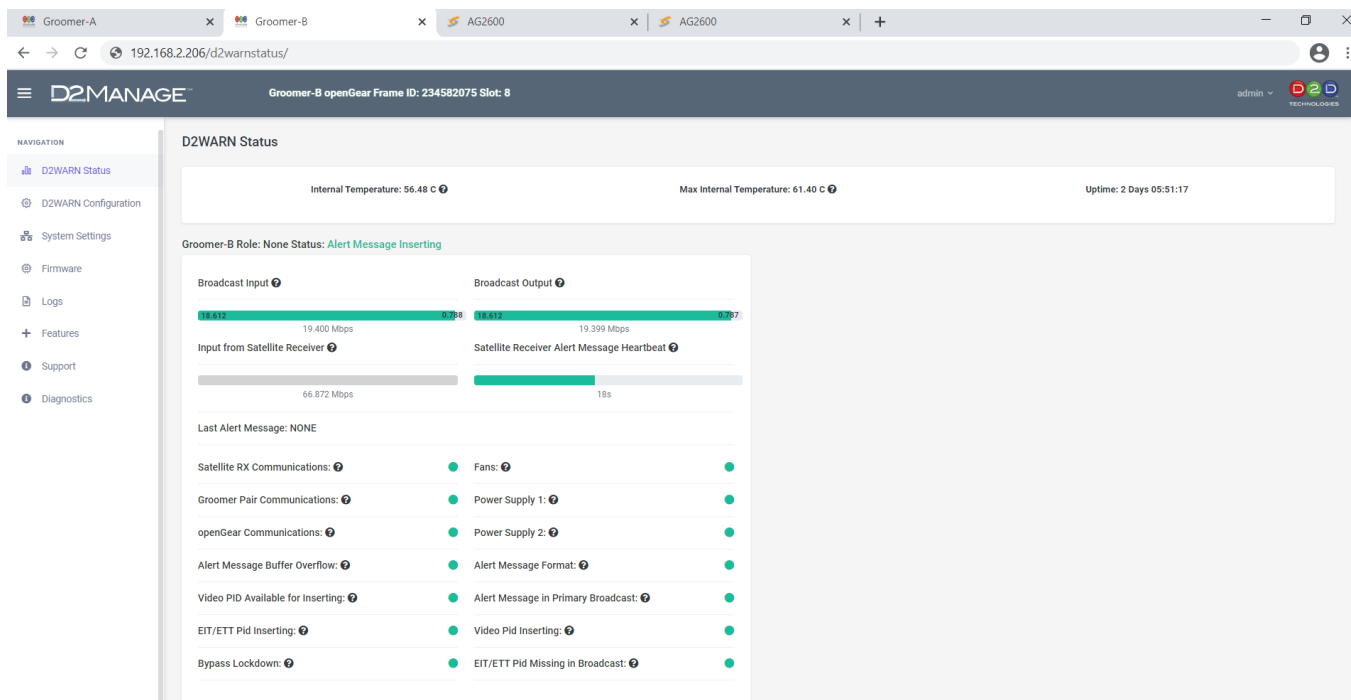 Groomer-A
Groomer-B
AG2600
AG2600
192.168.2.206/d2warnstatus/
D2MANAGE
Groomer-B openGear Frame ID: 234582075 Slot: 8
admin
D2D
TECHNOLOGIES
NAVIGATION
D2WARN Status
D2WARN Configuration
System Settings
Firmware
Logs
Features
Support
Diagnostics
D2WARN Status
Internal Temperature: 56.48 C
Max Internal Temperature: 61.40 C
Uptime: 2 Days 05:51:17
Groomer-B Role: None Status: Alert Message Inserting
Broadcast Input
Broadcast Output
18.612 0.788
18.612 0.787
19.400 Mbps
19.399 Mbps
Input from Satellite Receiver
Satellite Receiver Alert Message Heartbeat
66.872 Mbps
18s
Last Alert Message: NONE
Satellite RX Communications:
Fans:
Groomer Pair Communications:
Power Supply 1:
openGear Communications:
Power Supply 2:
Alert Message Buffer Overflow:
Alert Message Format:
Video PID Available for Inserting:
Alert Message in Primary Broadcast:
EIT/ETT Pid Inserting:
Video Pid Inserting:
Bypass Lockdown:
EIT/ETT Pid Missing in Broadcast: